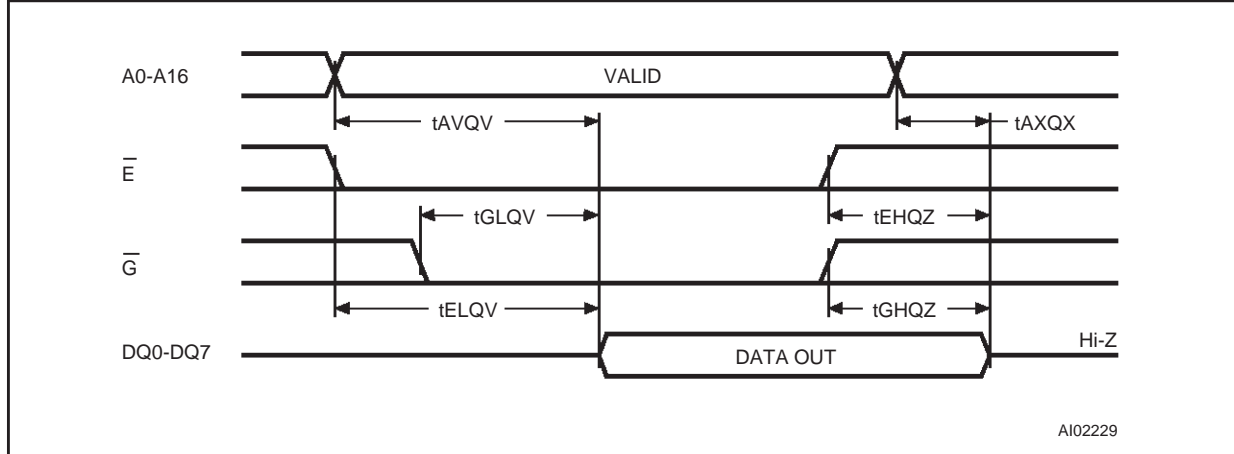 A0-A16
VALID
tAVQV
tAXQX
E̅
tGLQV
tEHQZ
G̅
tELQV
tGHQZ
DQ0-DQ7
DATA OUT
Hi-Z
AI02229